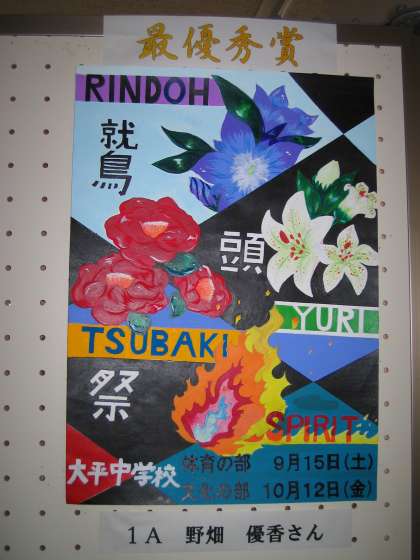 最優秀賞
RINDOH
鷲
頭
YURI
TSUBAKI
祭
SPIRIT
大平中学校
体育の部 9月15日(土)
文化の部 10月12日(金)
1A 野畑 優香さん